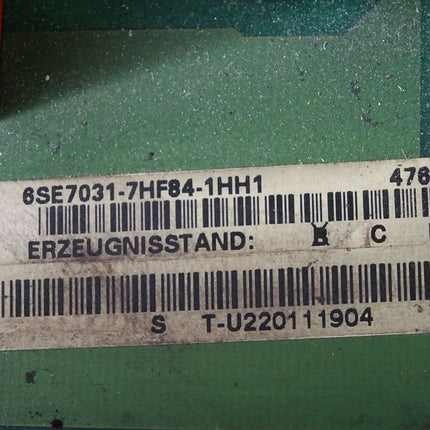 6SE7031-7HF84-1HH1 476
ERZEUGNISSTAND: B C
S T-U220111904